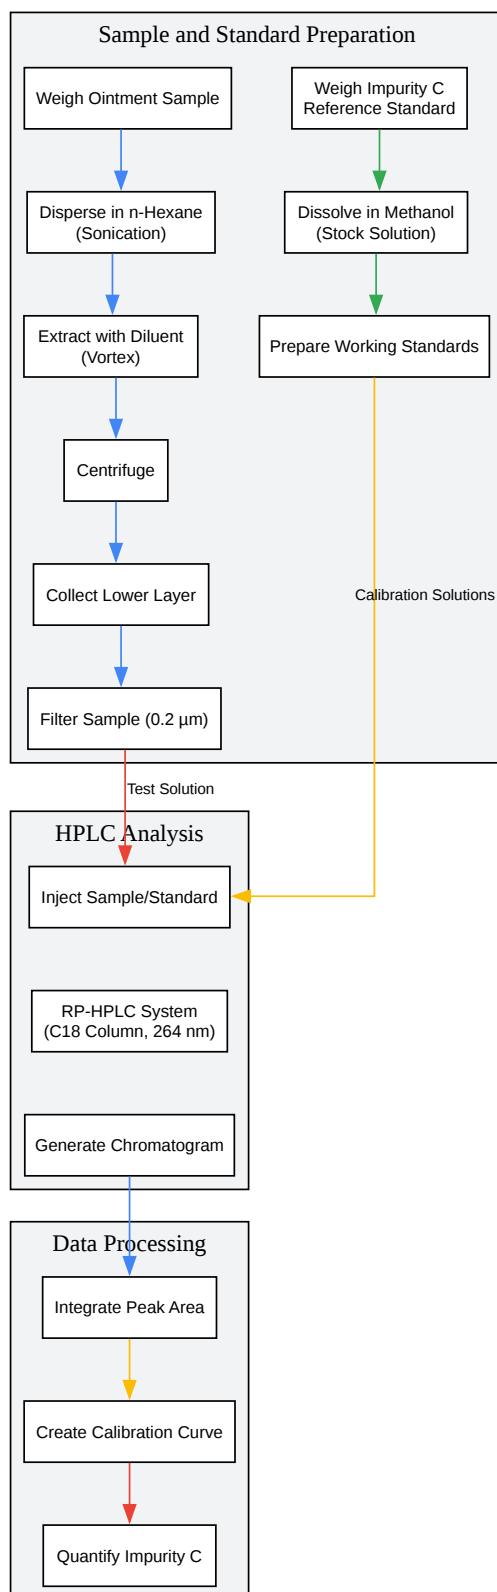 Sample and Standard Preparation
Weigh Ointment Sample
Weigh Impurity C
Reference Standard
Disperse in n-Hexane
(Sonication)
Dissolve in Methanol
(Stock Solution)
Extract with Diluent
(Vortex)
Prepare Working Standards
Centrifuge
Collect Lower Layer
Calibration Solutions
Filter Sample (0.2 µm)
Test Solution
HPLC Analysis
Inject Sample/Standard
RP-HPLC System
(C18 Column, 264 nm)
Generate Chromatogram
Data Processing
Integrate Peak Area
Create Calibration Curve
Quantify Impurity C